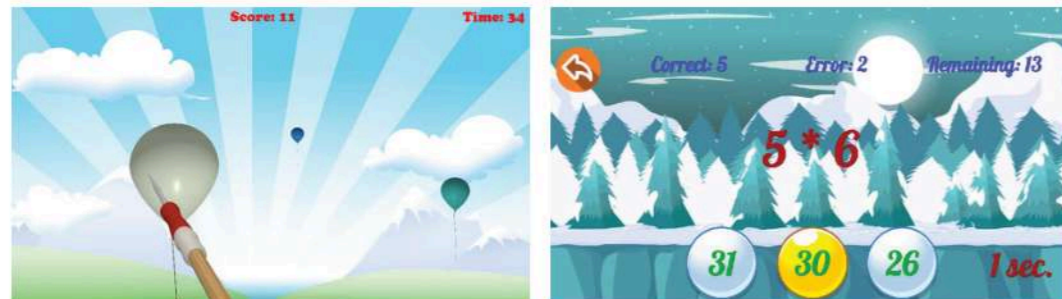 Score: 11 Time: 34
Correct: 5 Error: 2 Remaining: 13
5 * 6
31 30 26 1 sec.